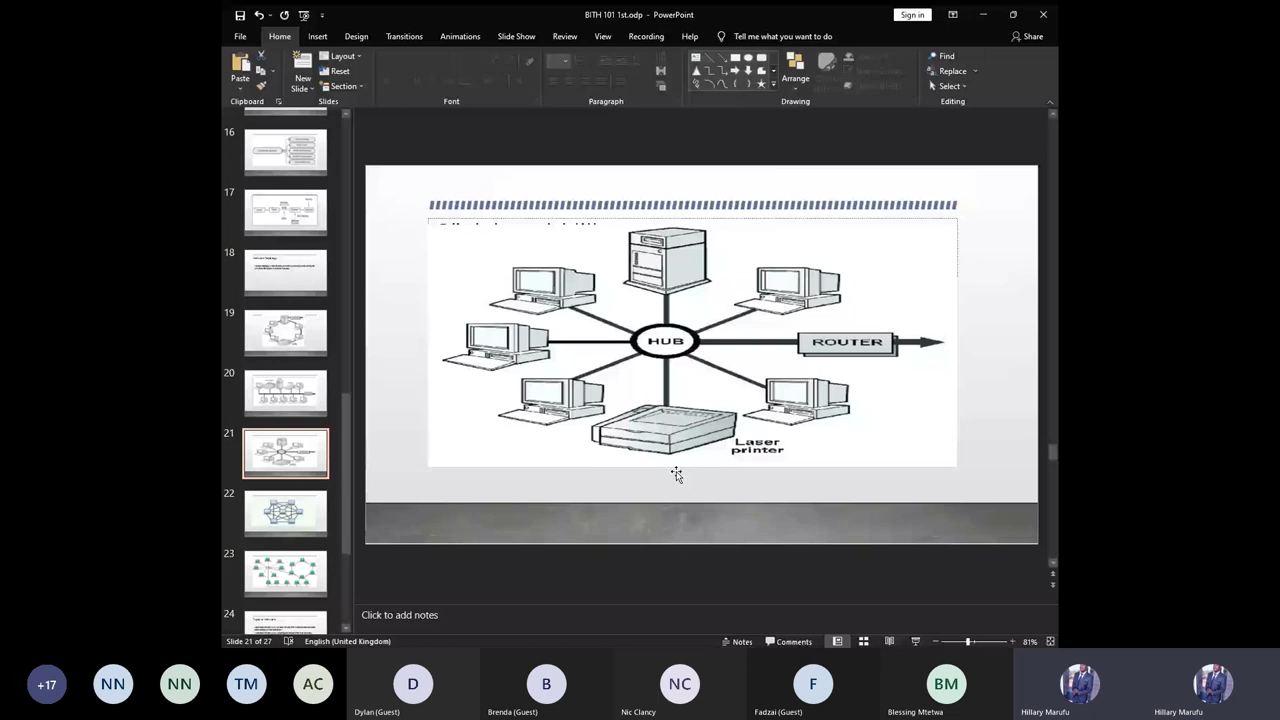 BITH 101 1st.odp - PowerPoint
Sign in
File Home Insert Design Transitions Animations Slide Show Review View Recording Help Tell me what you want to do Share
Paste
New
Slide
Layout
Reset
Section
Arrange
Find
Replace
Select
Clipboard Slides Font Paragraph Drawing Editing
16
17
18
19
20
21
22
23
24
HUB
ROUTER
Laser
printer
Click to add notes
Slide 21 of 27 English (United Kingdom) Notes Comments 81%
+17 NN NN TM AC D B NC F BM
Dylan (Guest) Brenda (Guest) Nic Clancy Fadzai (Guest) Blessing Mtetwa Hillary Marufu Hillary Marufu